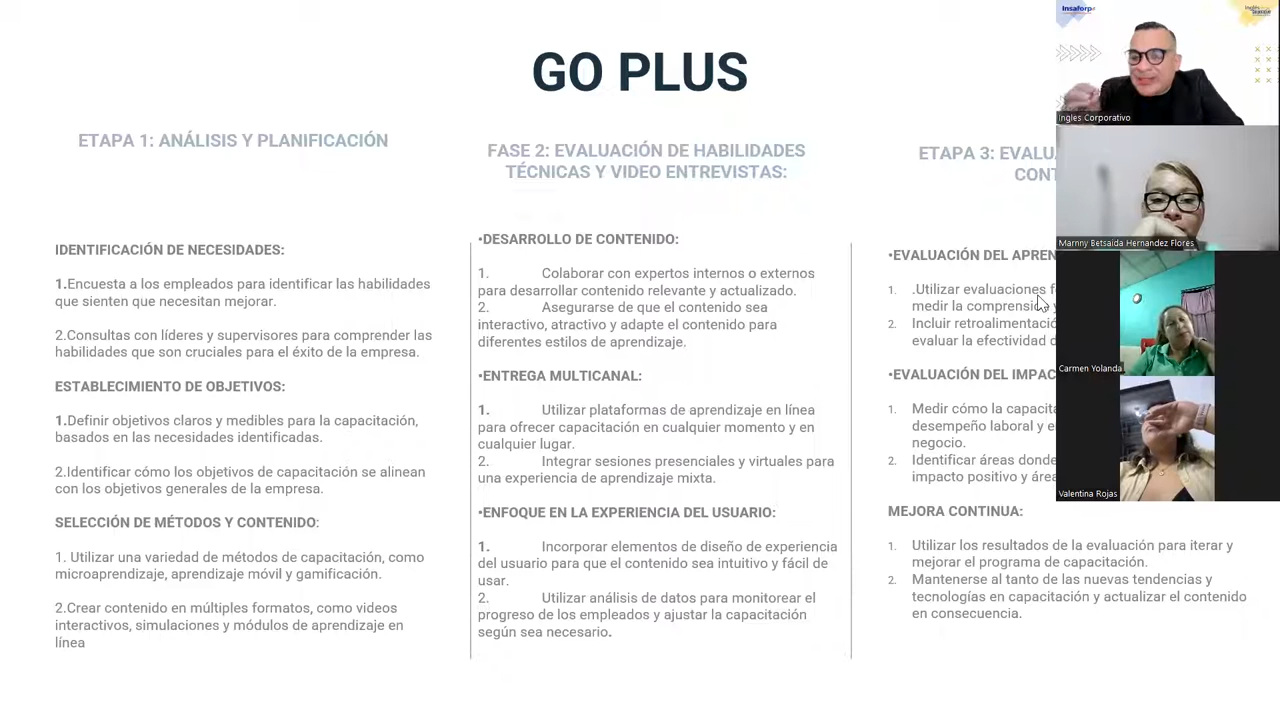 GO PLUS
ETAPA 1: ANÁLISIS Y PLANIFICACIÓN
IDENTIFICACIÓN DE NECESIDADES:
1.Encuesta a los empleados para identificar las habilidades
que sienten que necesitan mejorar.
2.Consultas con líderes y supervisores para comprender las
habilidades que son cruciales para el éxito de la empresa.
ESTABLECIMIENTO DE OBJETIVOS:
1.Definir objetivos claros y medibles para la capacitación,
basados en las necesidades identificadas.
2.Identificar cómo los objetivos de capacitación se alinean
con los objetivos generales de la empresa.
SELECCIÓN DE MÉTODOS Y CONTENIDO:
1. Utilizar una variedad de métodos de capacitación, como
microaprendizaje, aprendizaje móvil y gamificación.
2.Crear contenido en múltiples formatos, como videos
interactivos, simulaciones y módulos de aprendizaje en
línea
FASE 2: EVALUACIÓN DE HABILIDADES
TÉCNICAS Y VIDEO ENTREVISTAS:
•DESARROLLO DE CONTENIDO:
1. Colaborar con expertos internos o externos
para desarrollar contenido relevante y actualizado.
2. Asegurarse de que el contenido sea
interactivo, atractivo y adapte el contenido para
diferentes estilos de aprendizaje.
•ENTREGA MULTICANAL:
1. Utilizar plataformas de aprendizaje en línea
para ofrecer capacitación en cualquier momento y en
cualquier lugar.
2. Integrar sesiones presenciales y virtuales para
una experiencia de aprendizaje mixta.
•ENFOQUE EN LA EXPERIENCIA DEL USUARIO:
1. Incorporar elementos de diseño de experiencia
del usuario para que el contenido sea intuitivo y fácil de
usar.
2. Utilizar análisis de datos para monitorear el
progreso de los empleados y ajustar la capacitación
según sea necesario.
ETAPA 3:
•EVALUACIÓN DEL
1. .Utilizar evaluaciones
medir la
2. Incluir
evaluar la efectividad
•EVALUACIÓN DEL
1. Medir cómo la
desempeño laboral y
negocio.
2. Identificar áreas
impacto positivo y
MEJORA CONTINUA:
1. Utilizar los resultados de la evaluación para iterar y
mejorar el programa de capacitación.
2. Mantenerse al tanto de las nuevas tendencias y
tecnologías en capacitación y actualizar el contenido
en consecuencia.
Insaforp
Ingles Corporativo
Marnny Betsaida Hernandez Flores
Carmen Yolanda
Valentina Rojas